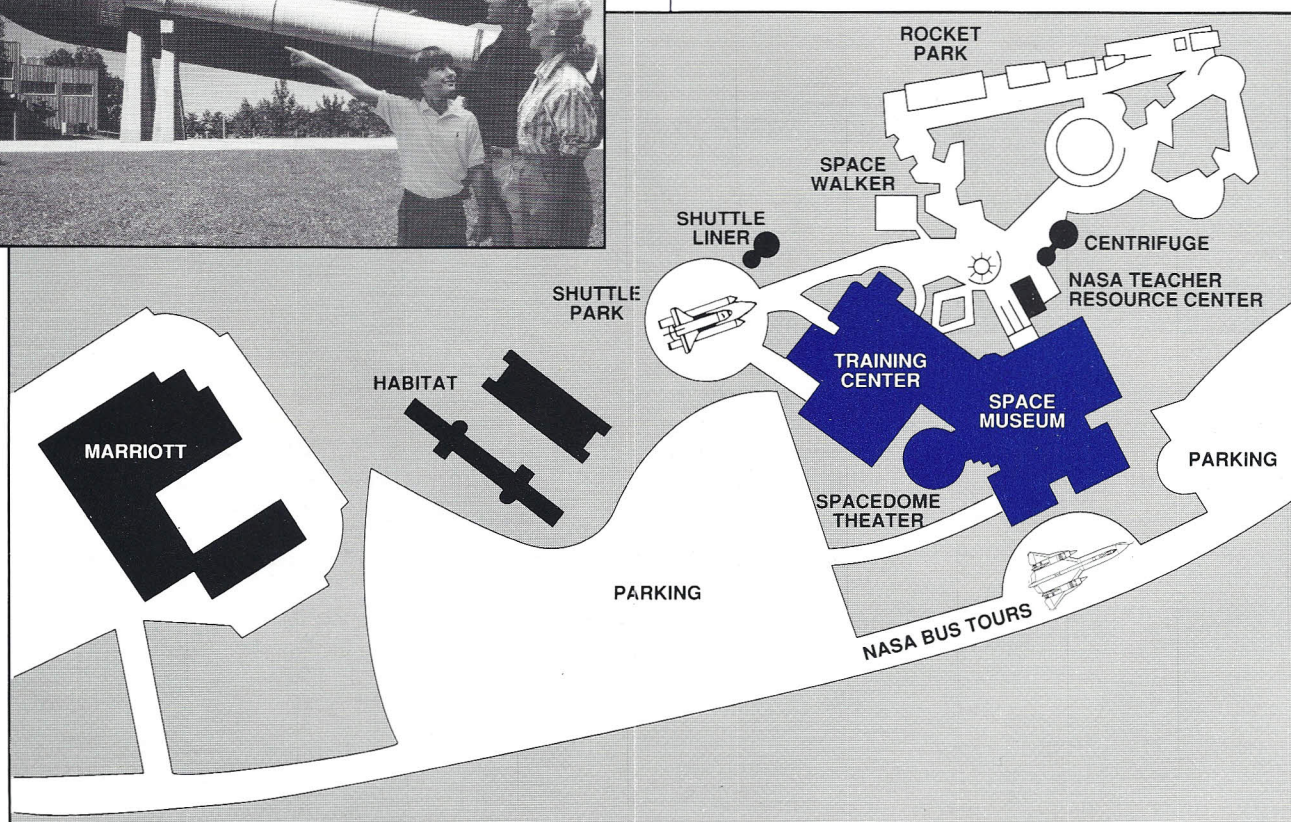 ROCKET
PARK
SPACE
WALKER
SHUTTLE
LINER
CENTRIFUGE
NASA TEACHER
RESOURCE CENTER
SHUTTLE
PARK
TRAINING
CENTER
HABITAT
SPACE
MUSEUM
MARRIOTT
PARKING
SPACEDOME
THEATER
PARKING
NASA BUS TOURS